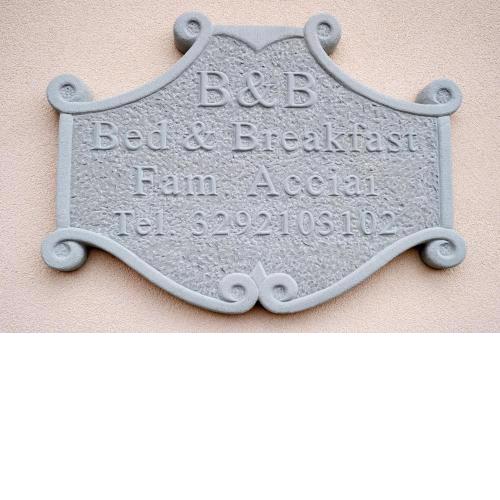 B&B
Bed & Breakfast
Fam Acciai
Tel 3292103102